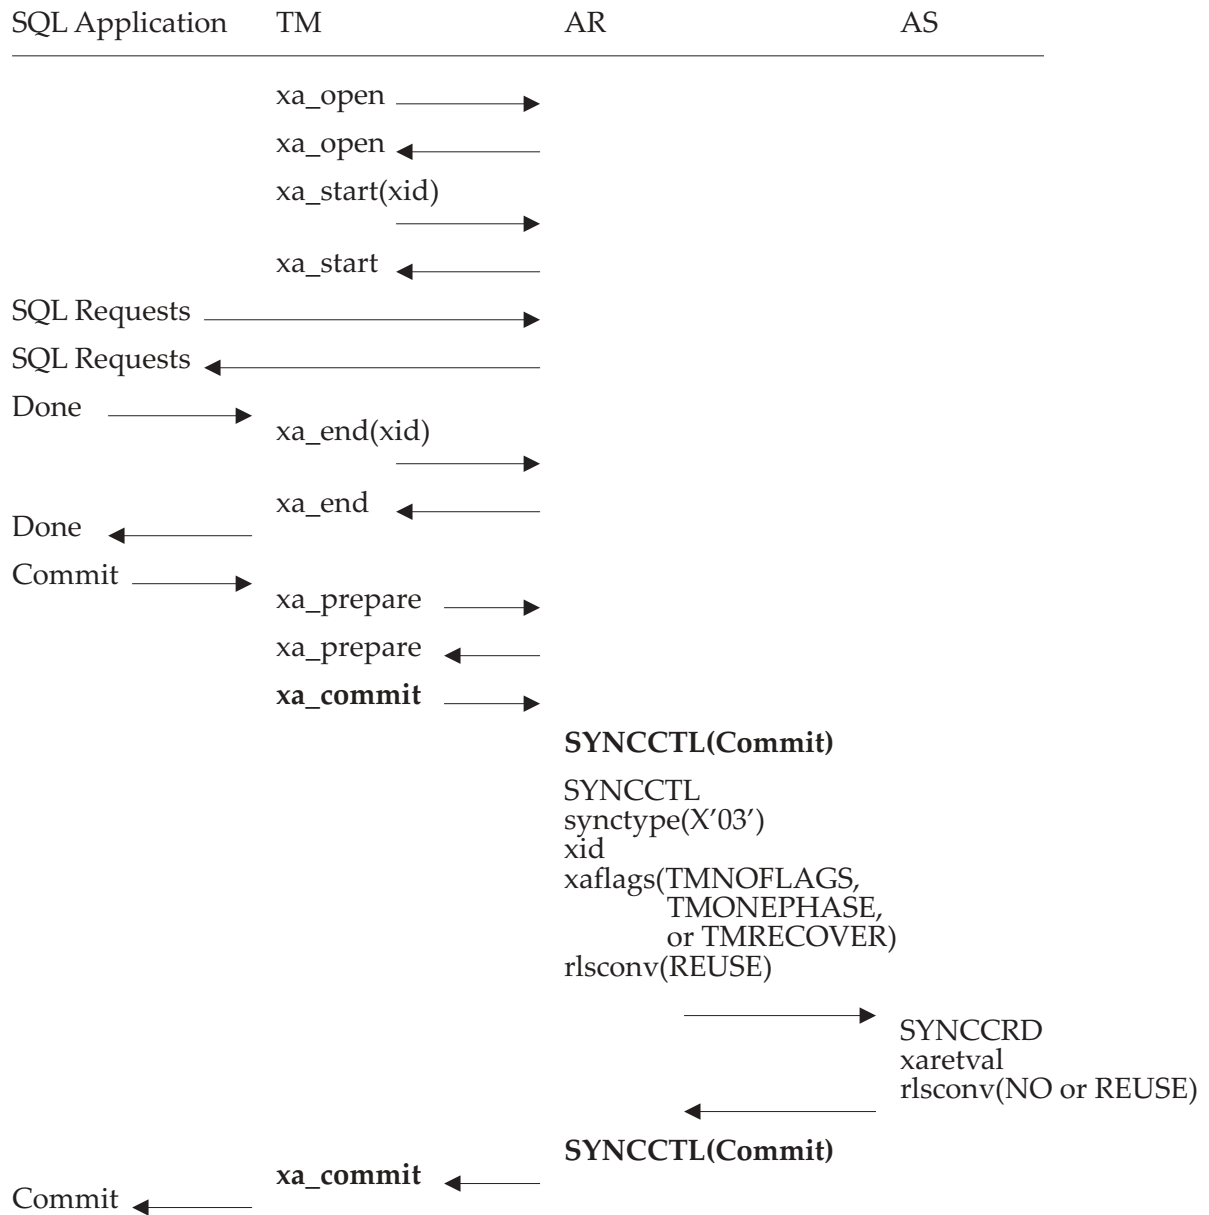 SQL Application TM AR AS
xa_open
xa_open
xa_start(xid)
xa_start
SQL Requests
SQL Requests
Done
xa_end(xid)
xa_end
Done
Commit
xa_prepare
xa_prepare
xa_commit
SYNCCTL(Commit)
SYNCCTL
synctype(X’03’)
xid
xaflags(TMNOFLAGS,
TMONEPHASE,
or TMRECOVER)
rlsconv(REUSE)
SYNCCRD
xaretval
rlsconv(NO or REUSE)
SYNCCTL(Commit)
xa_commit
Commit